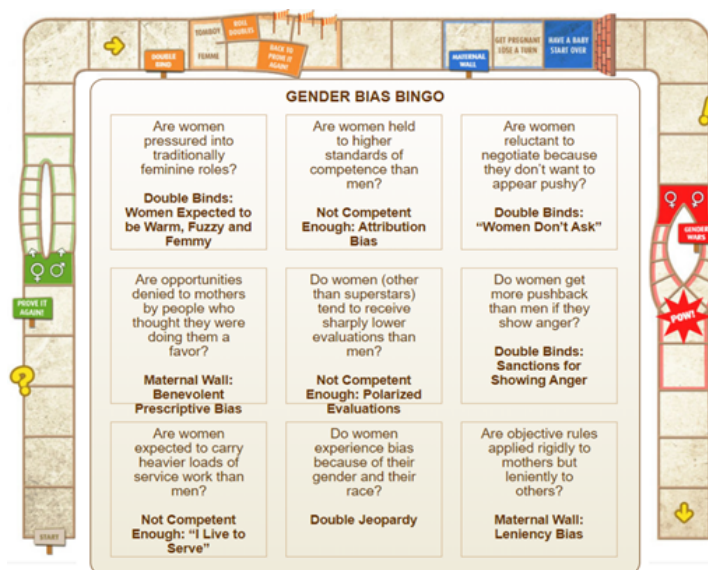 TOMBOY
ROLL
DOUBLES
DOUBLE
BIND
FEMME
BACK TO
PROVE IT
AGAIN!
MATERNAL
WALL
GET PREGNANT
LOSE A TURN
HAVE A BABY
START OVER
GENDER BIAS BINGO
Are women
pressured into
traditionally
feminine roles?
Double Binds:
Women Expected to
be Warm, Fuzzy and
Femmy
Are women held
to higher
standards of
competence than
men?
Not Competent
Enough: Attribution
Bias
Are women
reluctant to
negotiate because
they don't want to
appear pushy?
Double Binds:
“Women Don’t Ask”
Are opportunities
denied to mothers
by people who
thought they were
doing them a
favor?
Maternal Wall:
Benevolent
Prescriptive Bias
Do women (other
than superstars)
tend to receive
sharply lower
evaluations than
men?
Not Competent
Enough: Polarized
Evaluations
Do women get
more pushback
than men if they
show anger?
Double Binds:
Sanctions for
Showing Anger
Are women
expected to carry
heavier loads of
service work than
men?
Not Competent
Enough: “I Live to
Serve”
Do women
experience bias
because of their
gender and their
race?
Double Jeopardy
Are objective rules
applied rigidly to
mothers but
leniently to
others?
Maternal Wall:
Leniency Bias
PROVE IT
AGAIN!
?
START
!
GENDER
WARS
POW!